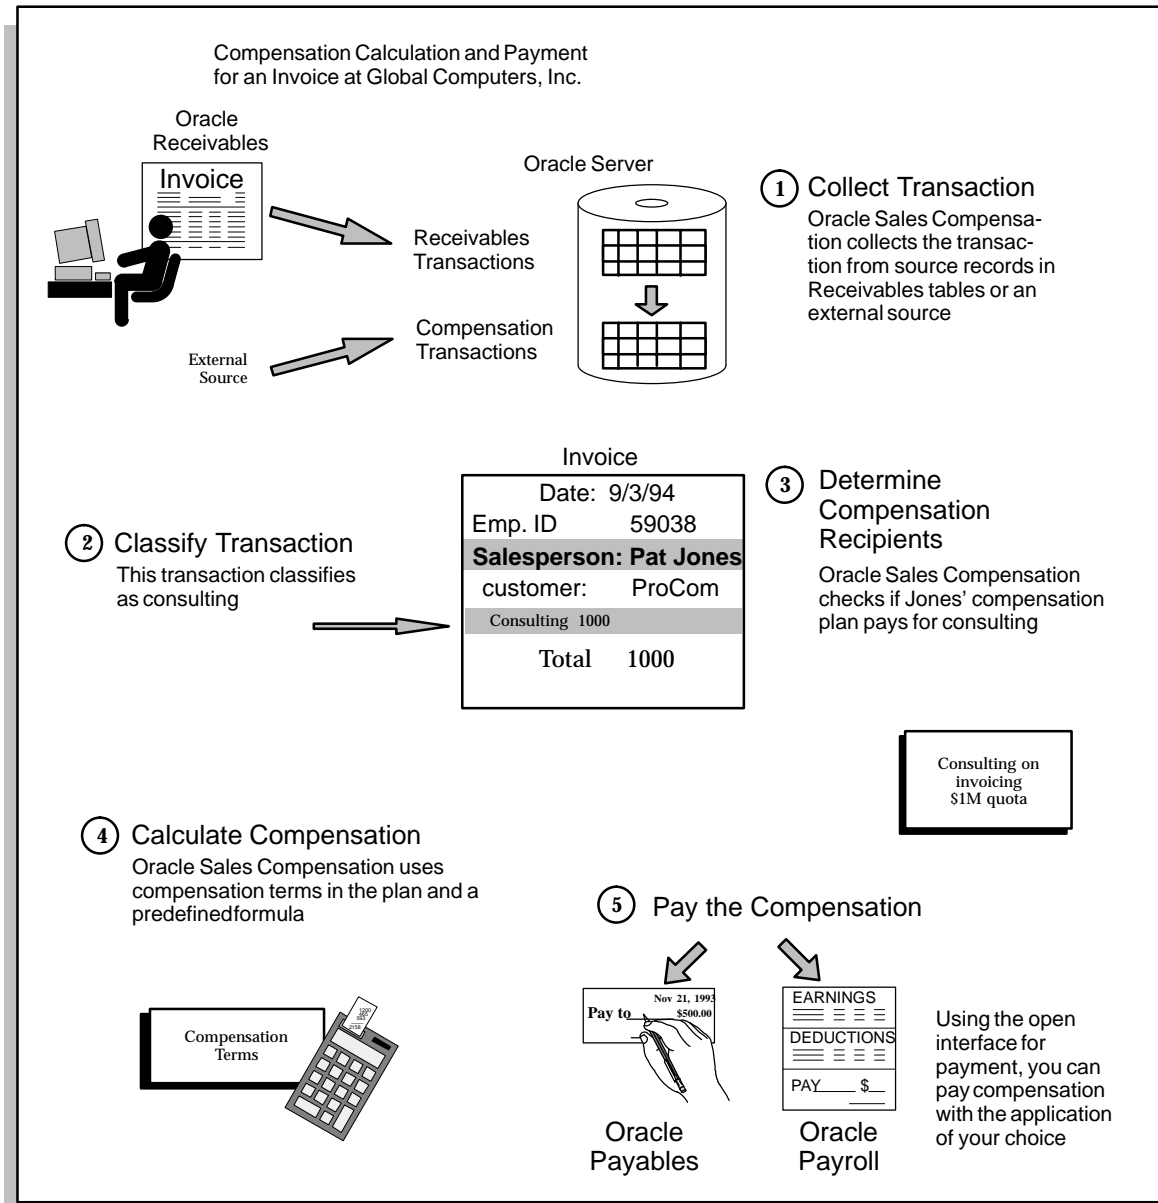 Compensation Calculation and Payment
for an Invoice at Global Computers, Inc.
Oracle
Receivables
Invoice
Receivables
Transactions
External
Source
Compensation
Transactions
Oracle Server
1 Collect Transaction
Oracle Sales Compensa-
tion collects the transac-
tion from source records in
Receivables tables or an
external source
2 Classify Transaction
This transaction classifies
as consulting
Invoice
Date: 9/3/94
Emp. ID 59038
Salesperson: Pat Jones
customer: ProCom
Consulting 1000
Total 1000
3 Determine
Compensation
Recipients
Oracle Sales Compensation
checks if Jones' compensation
plan pays for consulting
Consulting on
invoicing
$1M quota
4 Calculate Compensation
Oracle Sales Compensation uses
compensation terms in the plan and a
predefined formula
Compensation
Terms
1200
593
2158
5 Pay the Compensation
Nov 21, 1993
Pay to $500.00
Oracle
Payables
EARNINGS
DEDUCTIONS
PAY $
Oracle
Payroll
Using the open
interface for
payment, you can
pay compensation
with the application
of your choice